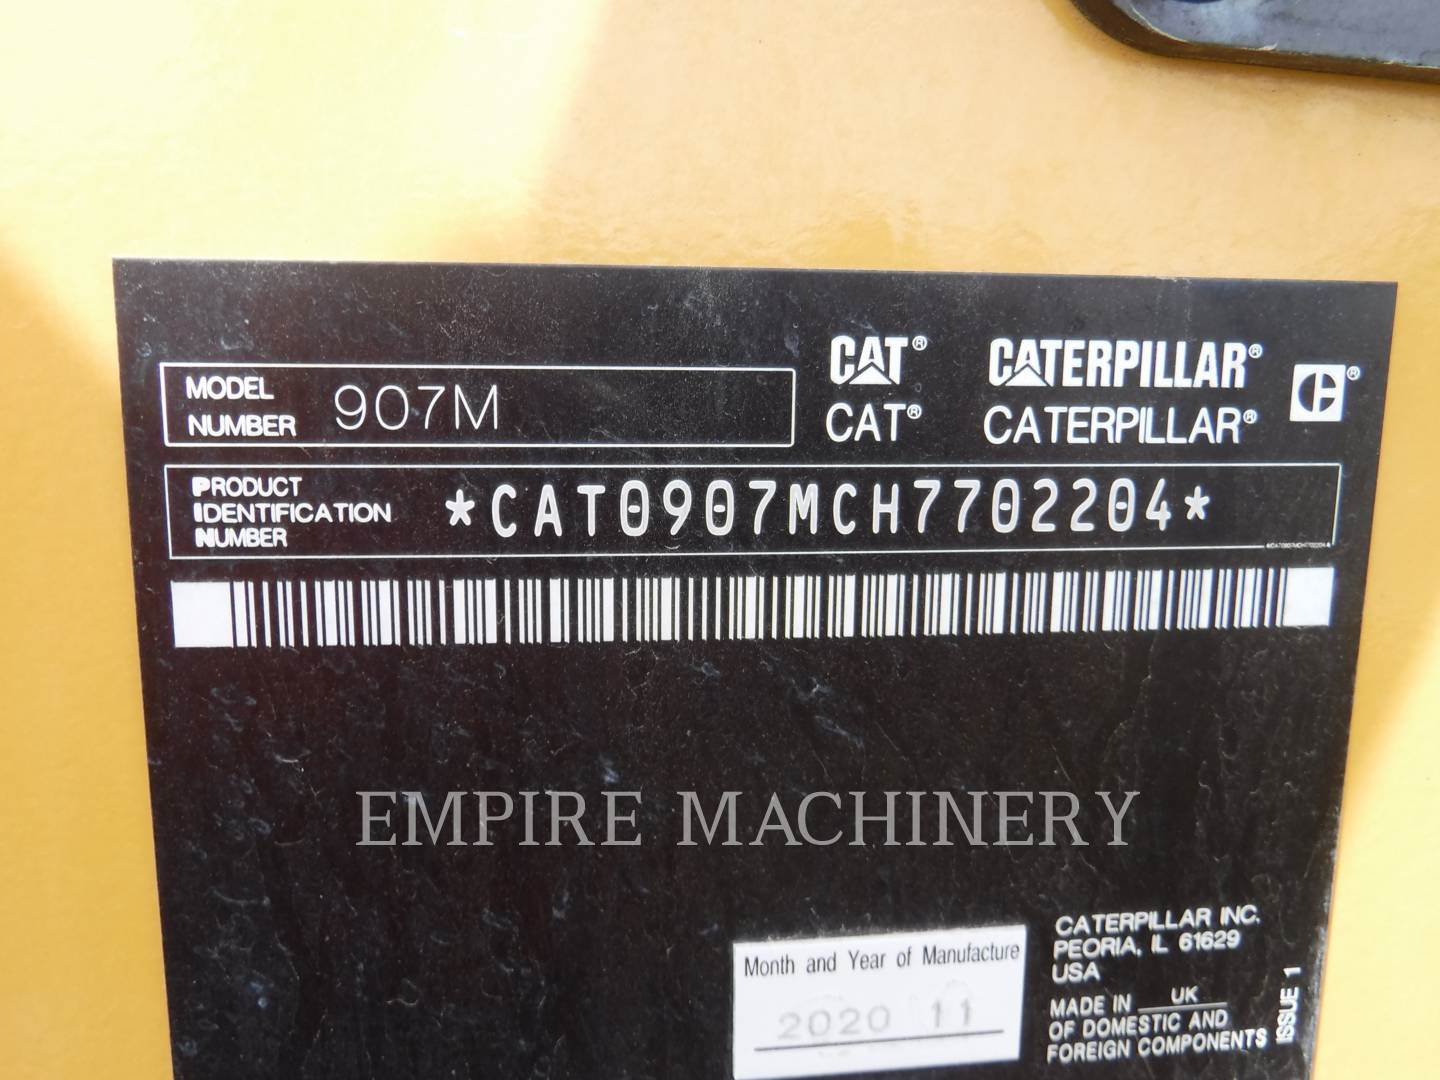 MODEL
NUMBER 907M
CAT® CATERPILLAR®
CAT® CATERPILLAR®
PRODUCT
IDENTIFICATION
NUMBER
*CAT0907MCH7702204*
*CAT0907MCH7702204*
EMPIRE MACHINERY
Month and Year of Manufacture
2020 11
CATERPILLAR INC.
PEORIA, IL 61629
USA
MADE IN UK
OF DOMESTIC AND
FOREIGN COMPONENTS
ISSUE 1